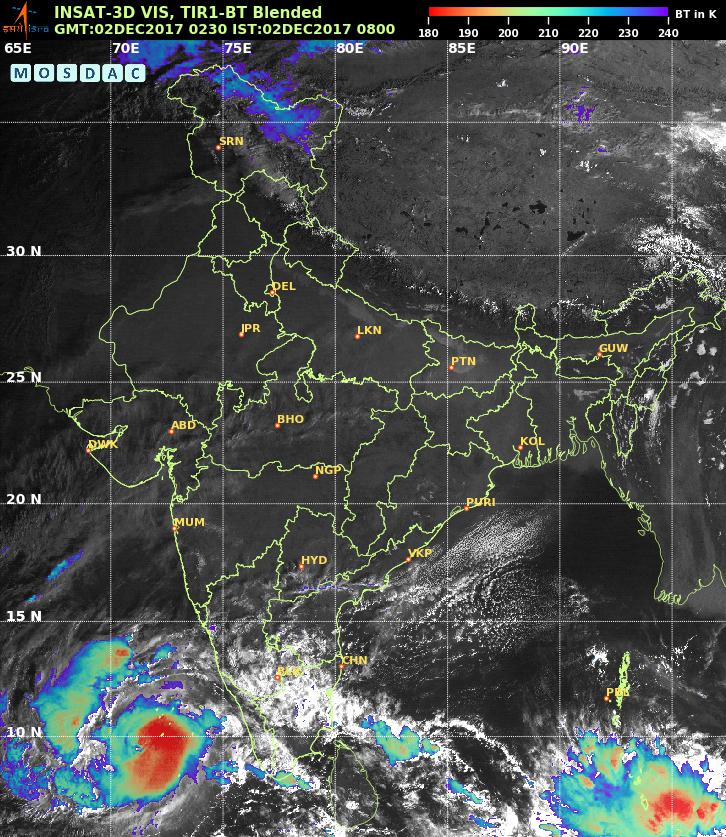 INSAT-3D VIS, TIR1-BT Blended
GMT:02DEC2017 0230 IST:02DEC2017 0800
BT in K
180 190 200 210 220 230 240
65E 70E 75E 80E 85E 90E
MOSDAC
SRN
30 N
DEL
JPR
LKN
GUW
PTN
25 N
ABD
BHO
DWK
KOL
NGP
20 N
PURI
MUM
VKP
HYD
15 N
CHN
10 N